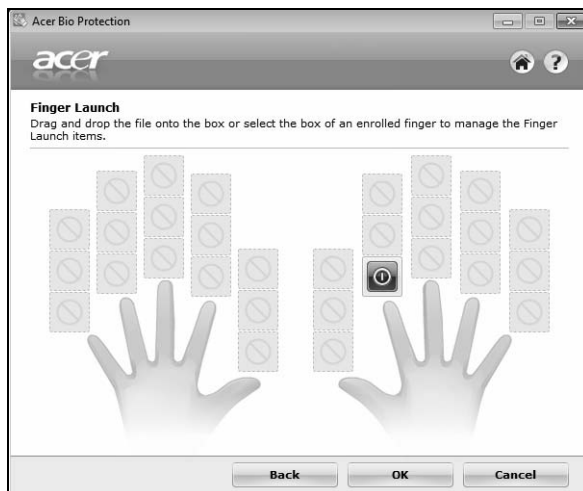 Acer Bio Protection
acer
?
Finger Launch
Drag and drop the file onto the box or select the box of an enrolled finger to manage the Finger
Launch items.
Back
OK
Cancel